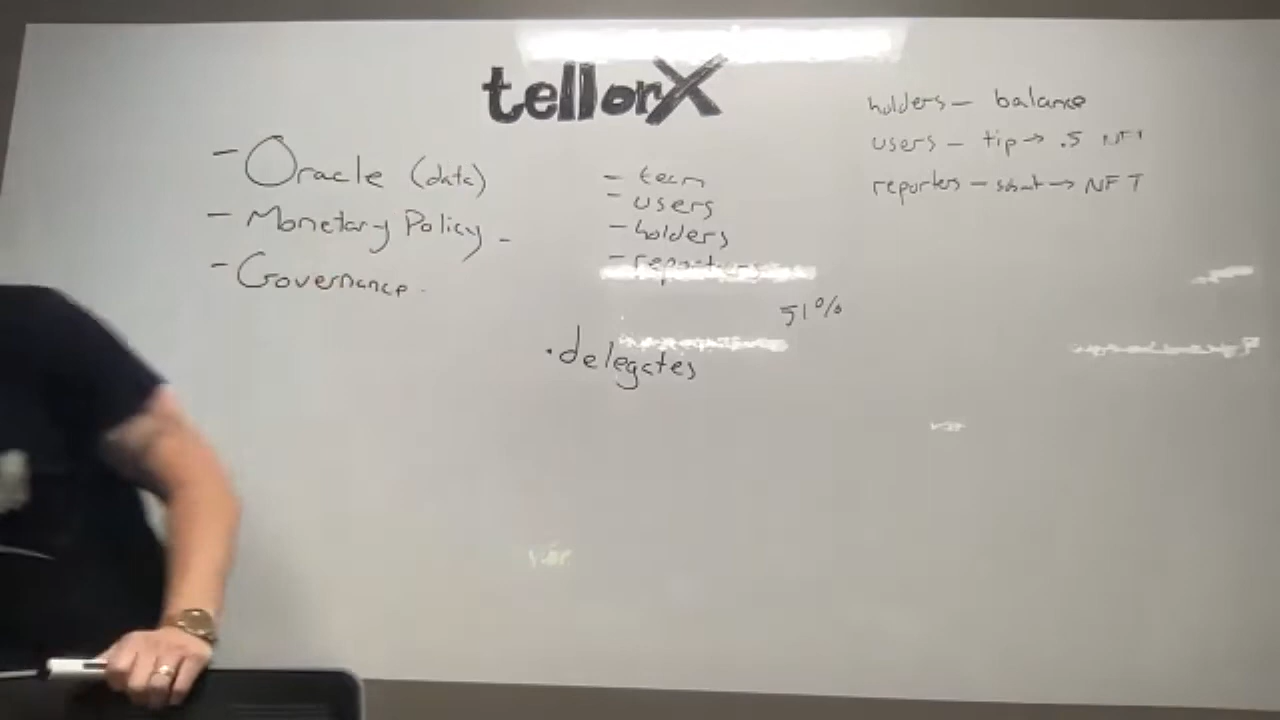 tellorX
- Oracle (data)
- Monetary Policy -
- Governance.
- team
- users
- holders
- reporters
51%
.delegates
holders - balance
users - tip → .5 NFT
reporters - submit → NFT